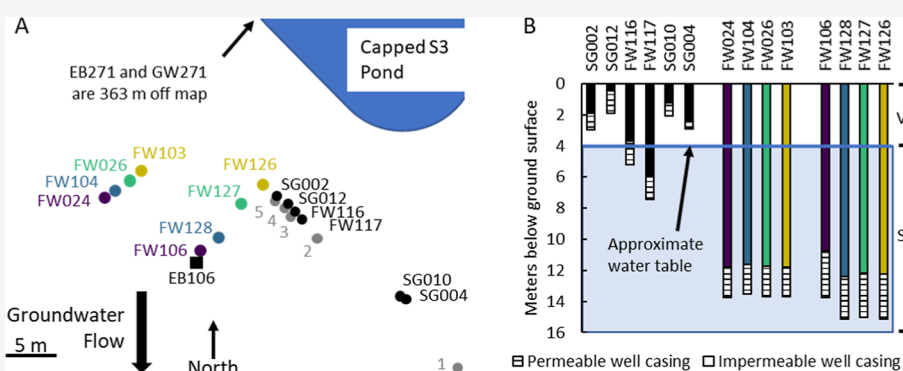 A
Capped S3
Pond
EB271 and GW271
are 363 m off map
FW103
FW026
FW104
FW024
FW126
FW127
SG002
SG012
FW116
FW117
5
4
3
2
FW128
FW106
EB106
SG010
SG004
Groundwater
Flow
5 m
North
1
B
SG002
SG012
FW116
FW117
SG010
SG004
FW024
FW104
FW026
FW103
FW106
FW128
FW127
FW126
Meters below ground surface
0
2
4
6
8
10
12
14
16
V
S
Approximate
water table
Permeable well casing
Impermeable well casing